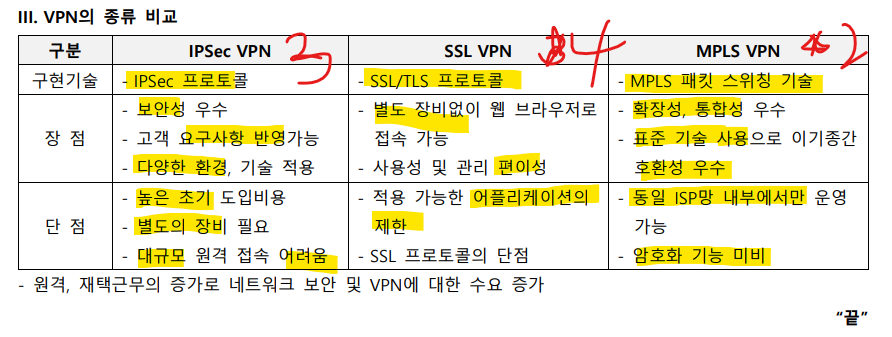 III. VPN의 종류 비교
구분 IPSec VPN 3 SSL VPN 4 MPLS VPN 2
구현기술 - IPSec 프로토콜 - SSL/TLS 프로토콜 - MPLS 패킷 스위칭 기술
장 점
- 보안성 우수
- 고객 요구사항 반영가능
- 다양한 환경, 기술 적용
- 별도 장비없이 웹 브라우저로
접속 가능
- 사용성 및 관리 편이성
- 확장성, 통합성 우수
- 표준 기술 사용으로 이기종간
호환성 우수
단 점
- 높은 초기 도입비용
- 별도의 장비 필요
- 대규모 원격 접속 어려움
- 적용 가능한 어플리케이션의
제한
- SSL 프로토콜의 단점
- 동일 ISP망 내부에서만 운영
가능
- 암호화 기능 미비
- 원격, 재택근무의 증가로 네트워크 보안 및 VPN에 대한 수요 증가
“끝”